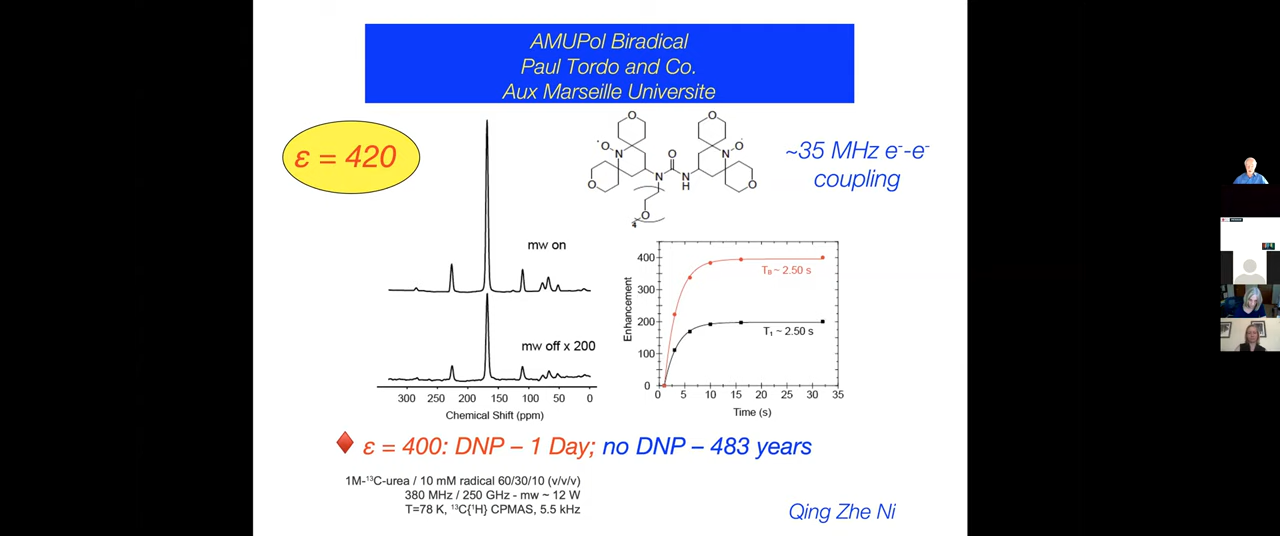 AMUPol Biradical
Paul Tordo and Co.
Aux Marseille Universite
ε = 420
~35 MHz e⁻-e⁻
coupling
O
O
·O
N
O
N
O·
O
N
N
H
O
O
4
mw on
mw off x 200
300 250 200 150 100 50 0
Chemical Shift (ppm)
Enhancement
400
300
200
100
0
T_B ~ 2.50 s
T₁ ~ 2.50 s
0 5 10 15 20 25 30 35
Time (s)
ε = 400: DNP – 1 Day; no DNP – 483 years
1M-¹³C-urea / 10 mM radical 60/30/10 (v/v/v)
380 MHz / 250 GHz - mw ~ 12 W
T=78 K, ¹³C{¹H} CPMAS, 5.5 kHz
Qing Zhe Ni